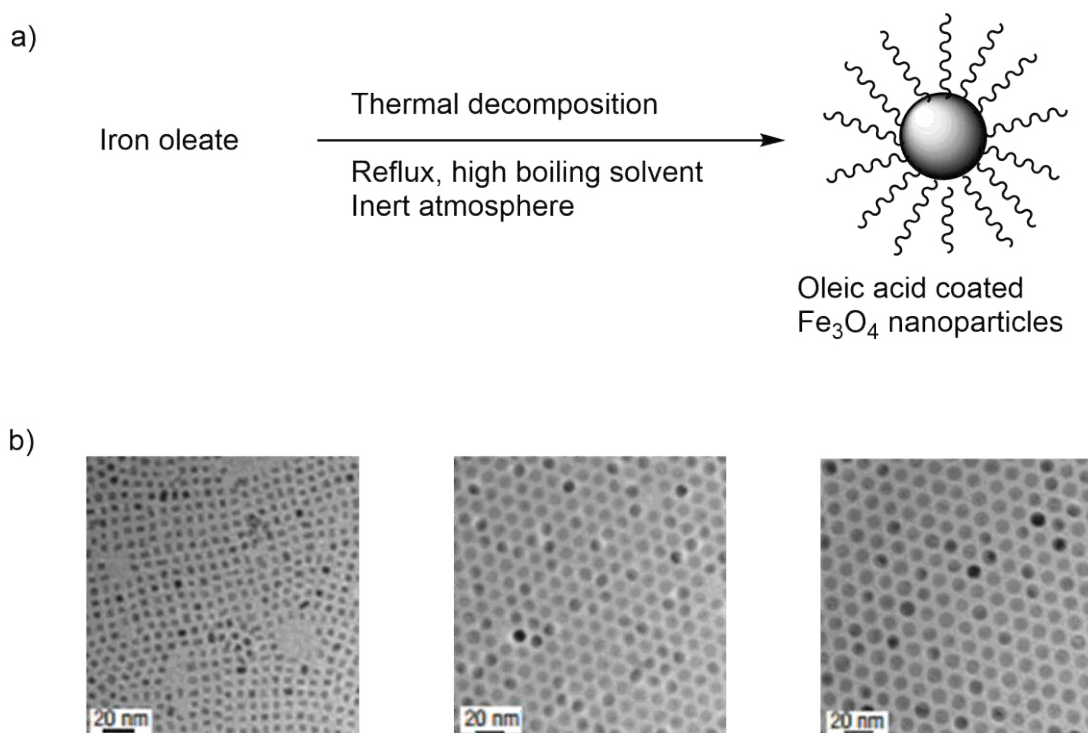 a)
Iron oleate
Thermal decomposition
Reflux, high boiling solvent
Inert atmosphere
Oleic acid coated
Fe₃O₄ nanoparticles
b)
20 nm
20 nm
20 nm